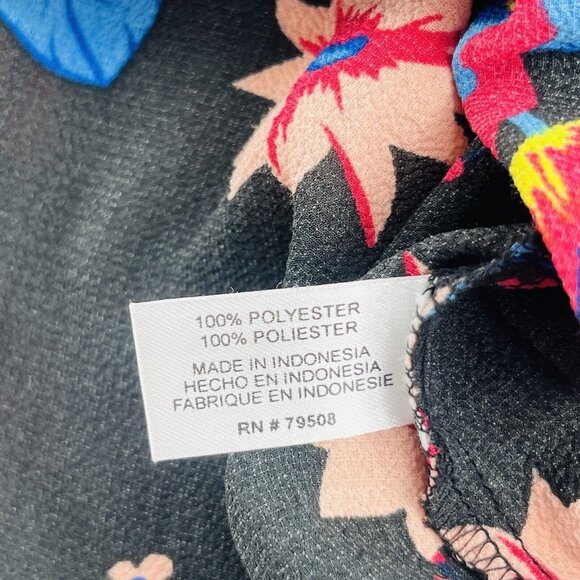 100% POLYESTER
100% POLIESTER
MADE IN INDONESIA
HECHO EN INDONESIA
FABRIQUE EN INDONESIE
RN # 79508